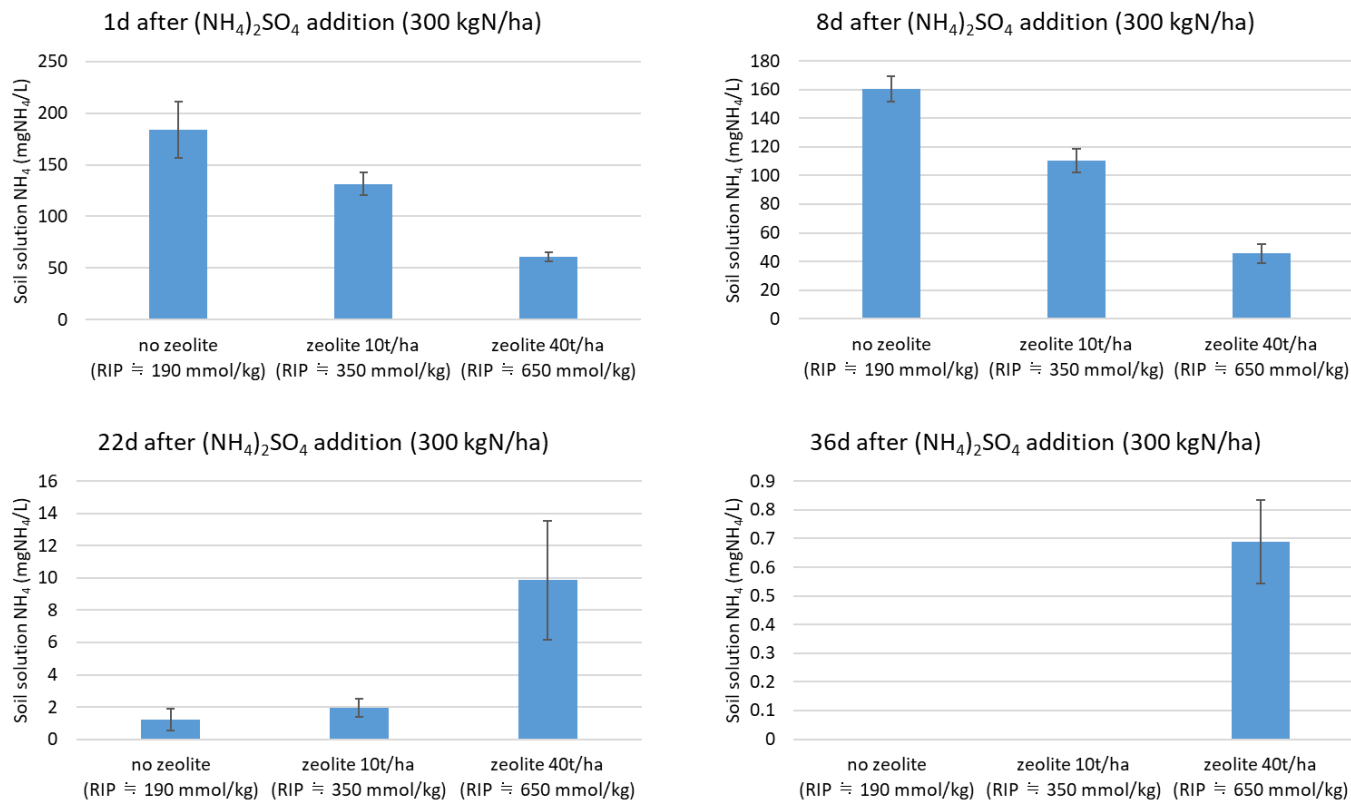 1d after (NH₄)₂SO₄ addition (300 kgN/ha)
Soil solution NH₄ (mgNH₄/L)
250
200
150
100
50
0
no zeolite
(RIP ≒ 190 mmol/kg)
zeolite 10t/ha
(RIP ≒ 350 mmol/kg)
zeolite 40t/ha
(RIP ≒ 650 mmol/kg)
8d after (NH₄)₂SO₄ addition (300 kgN/ha)
Soil solution NH₄ (mgNH₄/L)
180
160
140
120
100
80
60
40
20
0
no zeolite
(RIP ≒ 190 mmol/kg)
zeolite 10t/ha
(RIP ≒ 350 mmol/kg)
zeolite 40t/ha
(RIP ≒ 650 mmol/kg)
22d after (NH₄)₂SO₄ addition (300 kgN/ha)
Soil solution NH₄ (mgNH₄/L)
16
14
12
10
8
6
4
2
0
no zeolite
(RIP ≒ 190 mmol/kg)
zeolite 10t/ha
(RIP ≒ 350 mmol/kg)
zeolite 40t/ha
(RIP ≒ 650 mmol/kg)
36d after (NH₄)₂SO₄ addition (300 kgN/ha)
Soil solution NH₄ (mgNH₄/L)
0.9
0.8
0.7
0.6
0.5
0.4
0.3
0.2
0.1
0
no zeolite
(RIP ≒ 190 mmol/kg)
zeolite 10t/ha
(RIP ≒ 350 mmol/kg)
zeolite 40t/ha
(RIP ≒ 650 mmol/kg)